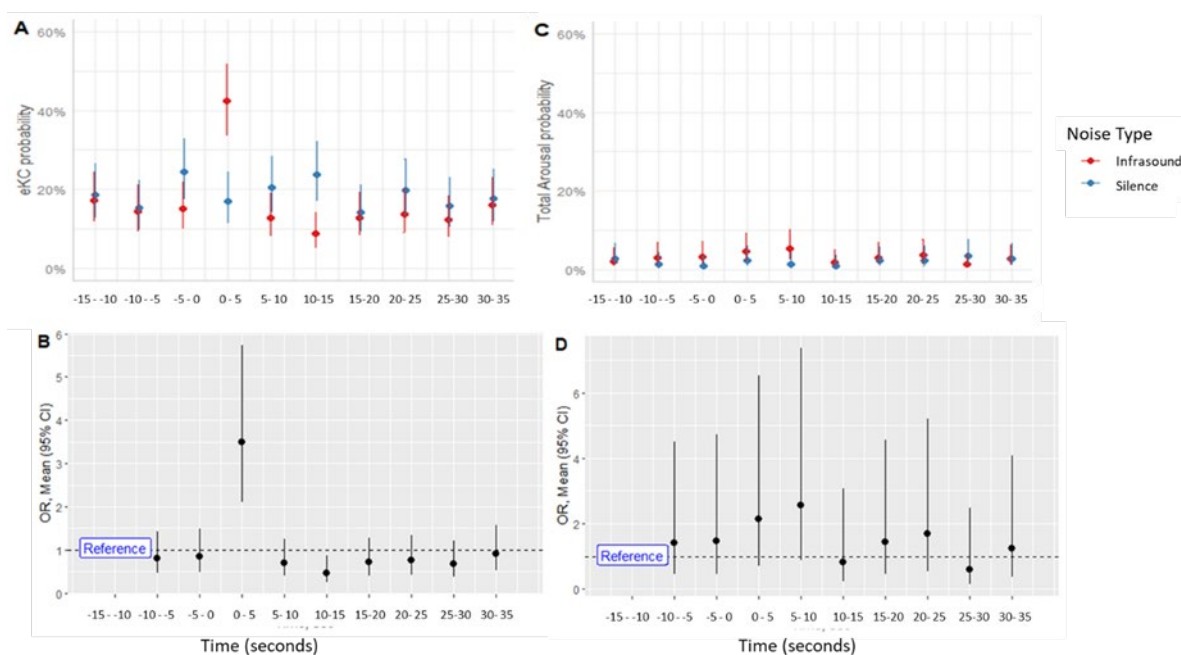 A
60%
40%
20%
0%
eKC probability
-15 - -10 -10 - -5 -5 - 0 0 - 5 5- 10 10-15 15-20 20- 25 25-30 30- 35
C
60%
40%
20%
0%
Total Arousal probability
-15 - -10 -10 - -5 -5 - 0 0 - 5 5- 10 10-15 15-20 20- 25 25-30 30- 35
Noise Type
Infrasound
Silence
B
6
5
4
3
2
1
0
OR, Mean (95% CI)
Reference
-15 - -10 -10 - -5 -5 - 0 0 - 5 5- 10 10-15 15-20 20- 25 25-30 30- 35
Time (seconds)
D
6
4
2
0
OR, Mean (95% CI)
Reference
-15 - -10 -10 - -5 -5 - 0 0 - 5 5- 10 10-15 15-20 20- 25 25-30 30- 35
Time (seconds)